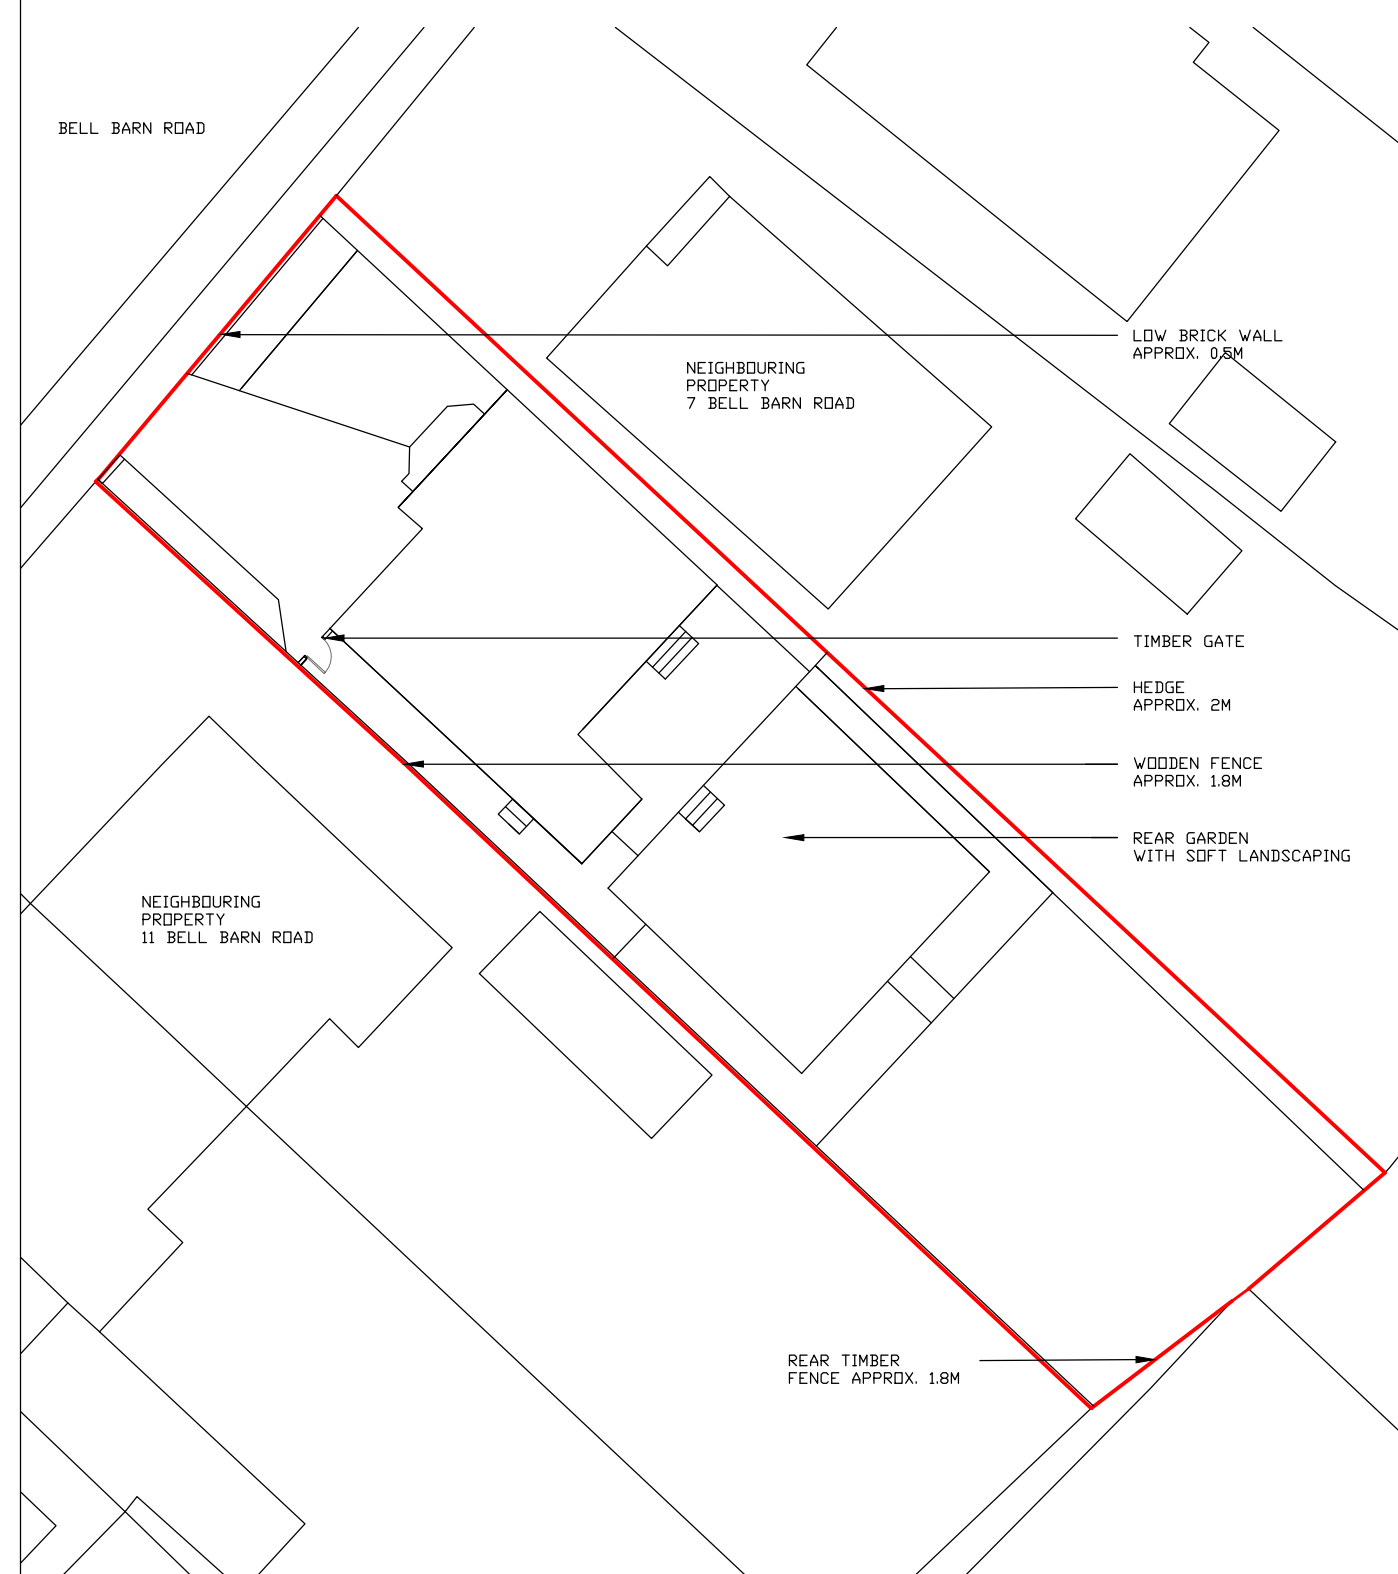 BELL BARN ROAD
LOW BRICK WALL
APPROX. 0.5M
NEIGHBOURING
PROPERTY
7 BELL BARN ROAD
TIMBER GATE
HEDGE
APPROX. 2M
WOODEN FENCE
APPROX. 1.8M
REAR GARDEN
WITH SOFT LANDSCAPING
NEIGHBOURING
PROPERTY
11 BELL BARN ROAD
REAR TIMBER
FENCE APPROX. 1.8M